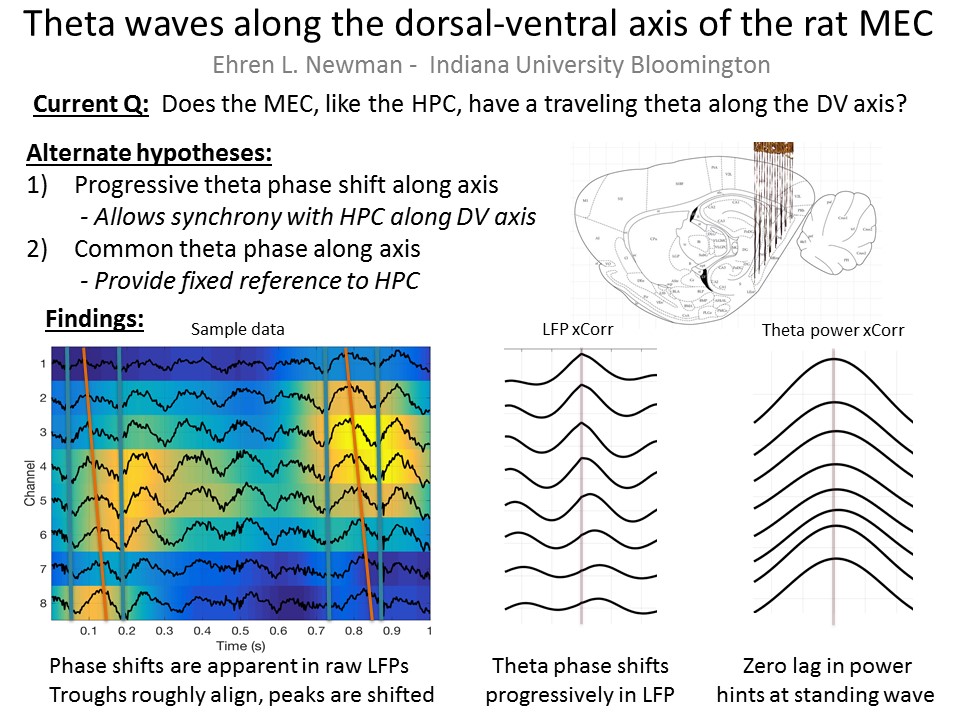 Theta waves along the dorsal-ventral axis of the rat MEC
Ehren L. Newman - Indiana University Bloomington
Current Q: Does the MEC, like the HPC, have a traveling theta along the DV axis?
Alternate hypotheses:
1) Progressive theta phase shift along axis
- Allows synchrony with HPC along DV axis
2) Common theta phase along axis
- Provide fixed reference to HPC
Findings:
Sample data
LFP xCorr
Theta power xCorr
Channel
1
2
3
4
5
6
7
8
0.1 0.2 0.3 0.4 0.5 0.6 0.7 0.8 0.9 1
Time (s)
Phase shifts are apparent in raw LFPs
Troughs roughly align, peaks are shifted
Theta phase shifts
progressively in LFP
Zero lag in power
hints at standing wave